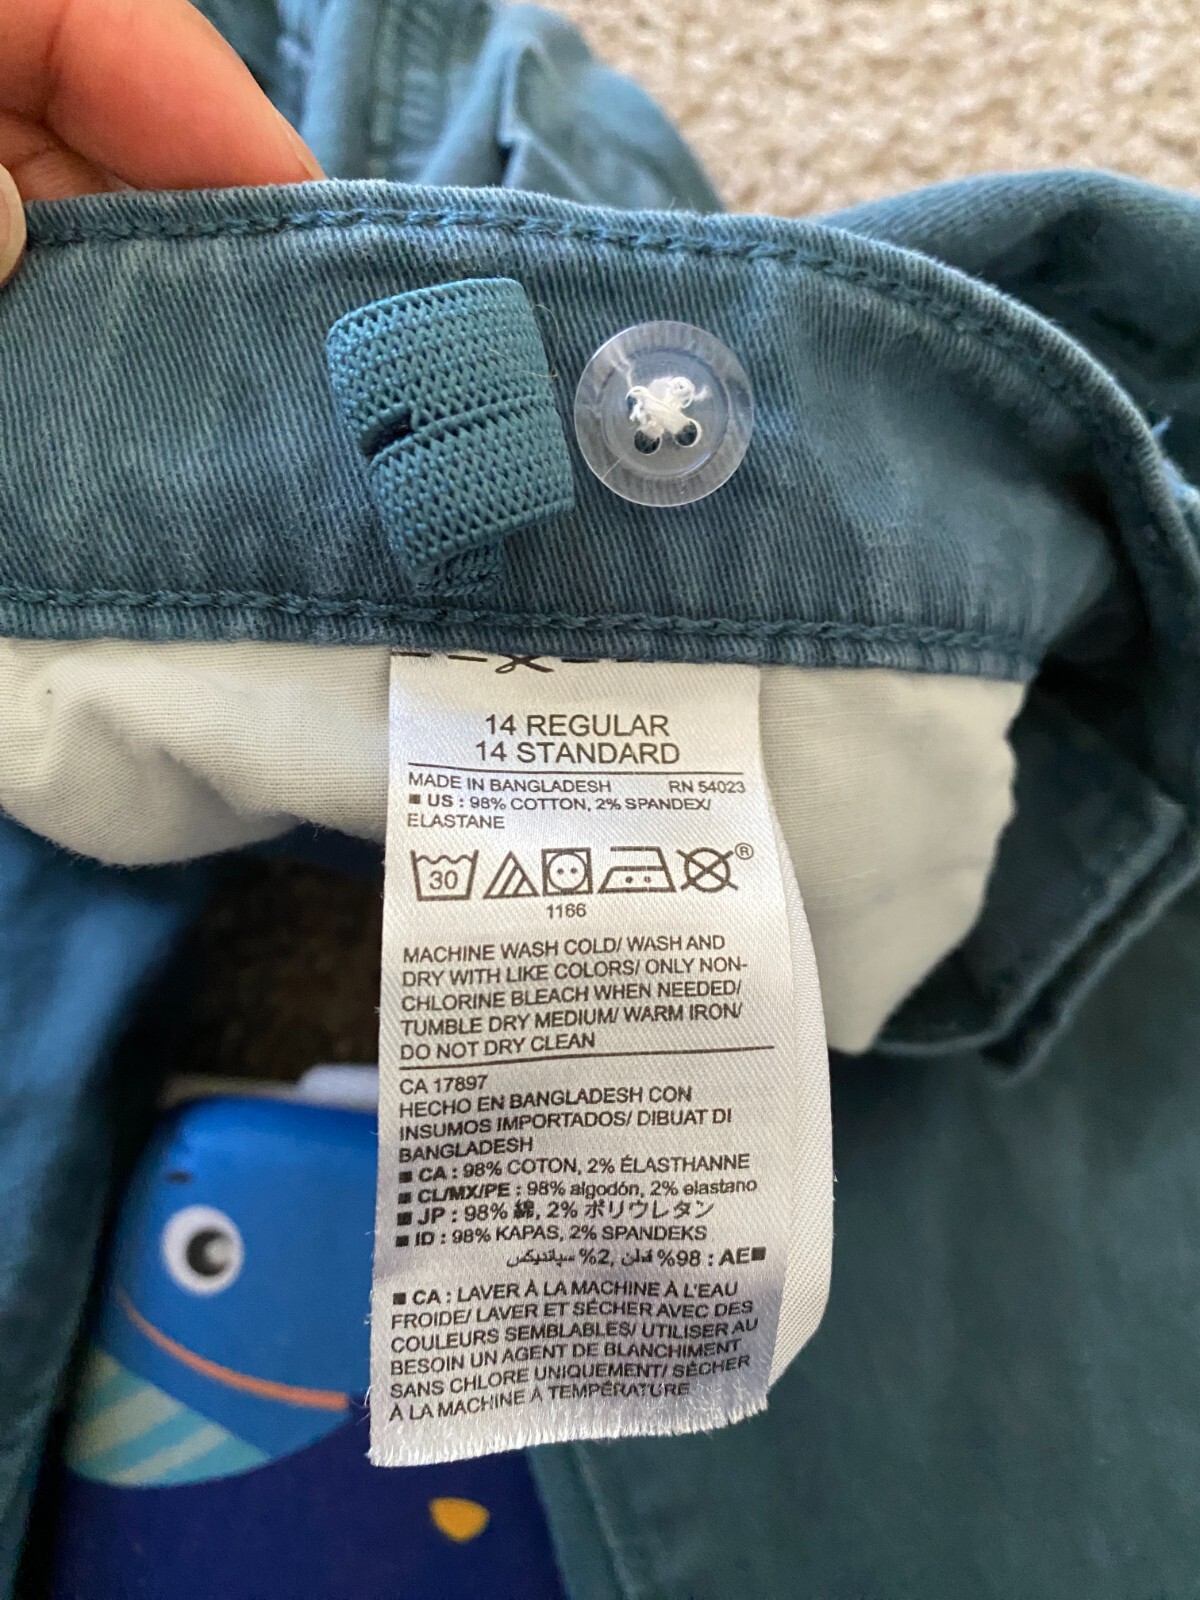 14 REGULAR
14 STANDARD
MADE IN BANGLADESH RN 54023
■ US : 98% COTTON, 2% SPANDEX/
ELASTANE
30 ®
1166
MACHINE WASH COLD/ WASH AND
DRY WITH LIKE COLORS/ ONLY NON-
CHLORINE BLEACH WHEN NEEDED/
TUMBLE DRY MEDIUM/ WARM IRON/
DO NOT DRY CLEAN
CA 17897
HECHO EN BANGLADESH CON
INSUMOS IMPORTADOS/ DIBUAT DI
BANGLADESH
■ CA : 98% COTON, 2% ÉLASTHANNE
■ CL/MX/PE : 98% algodón, 2% elastano
■ JP : 98% 綿, 2% ポリウレタン
■ ID : 98% KAPAS, 2% SPANDEKS
■AE : 98% قطن, 2% سبانديكس
■ CA : LAVER À LA MACHINE À L'EAU
FROIDE/ LAVER ET SÉCHER AVEC DES
COULEURS SEMBLABLES/ UTILISER AU
BESOIN UN AGENT DE BLANCHIMENT
SANS CHLORE UNIQUEMENT/ SÉCHER
À LA MACHINE À TEMPÉRATURE